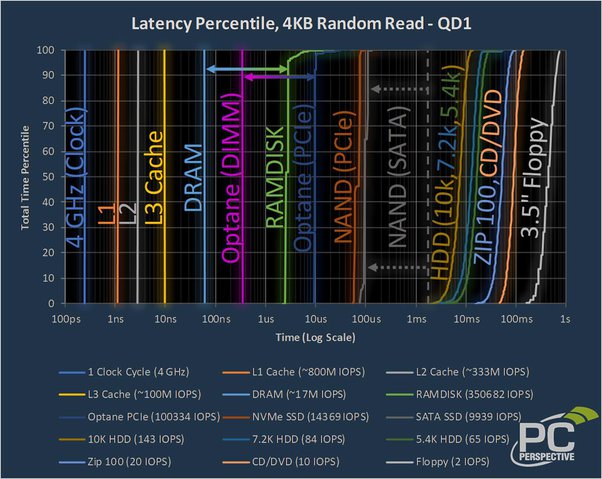 Latency Percentile, 4KB Random Read - QD1
Total Time Percentile
100
90
80
70
60
50
40
30
20
10
0
4 GHz (Clock)
L1
L2
L3 Cache
DRAM
Optane (DIMM)
RAMDISK
Optane (PCIe)
NAND (PCIe)
NAND (SATA)
HDD (10k, 7.2k, 5.4k)
ZIP 100, CD/DVD
3.5" Floppy
100ps 1ns 10ns 100ns 1us 10us 100us 1ms 10ms 100ms 1s
Time (Log Scale)
1 Clock Cycle (4 GHz) L1 Cache (~800M IOPS) L2 Cache (~333M IOPS)
L3 Cache (~100M IOPS) DRAM (~17M IOPS) RAMDISK (350682 IOPS)
Optane PCIe (100334 IOPS) NVMe SSD (14369 IOPS) SATA SSD (9939 IOPS)
10K HDD (143 IOPS) 7.2K HDD (84 IOPS) 5.4K HDD (65 IOPS)
Zip 100 (20 IOPS) CD/DVD (10 IOPS) Floppy (2 IOPS)
PC
PERSPECTIVE